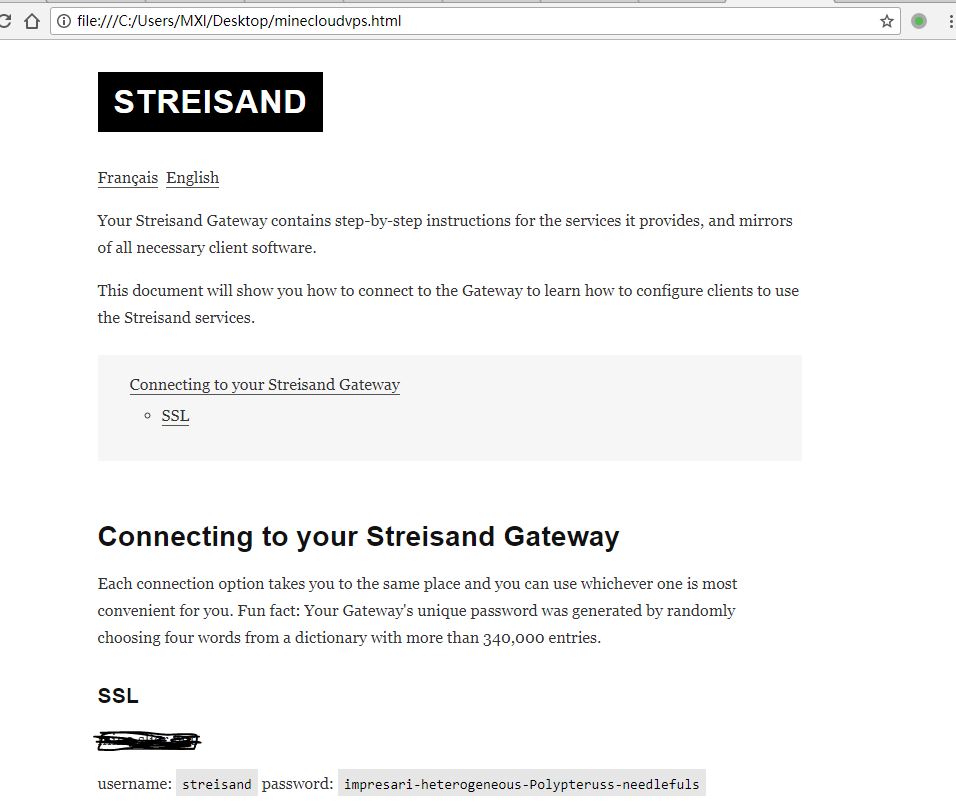 file:///C:/Users/MXI/Desktop/minecloudvps.html
STREISAND
Français English
Your Streisand Gateway contains step-by-step instructions for the services it provides, and mirrors
of all necessary client software.
This document will show you how to connect to the Gateway to learn how to configure clients to use
the Streisand services.
Connecting to your Streisand Gateway
SSL
Connecting to your Streisand Gateway
Each connection option takes you to the same place and you can use whichever one is most
convenient for you. Fun fact: Your Gateway's unique password was generated by randomly
choosing four words from a dictionary with more than 340,000 entries.
SSL
username: streisand password: impresari-heterogeneous-Polypteruss-needlefuls